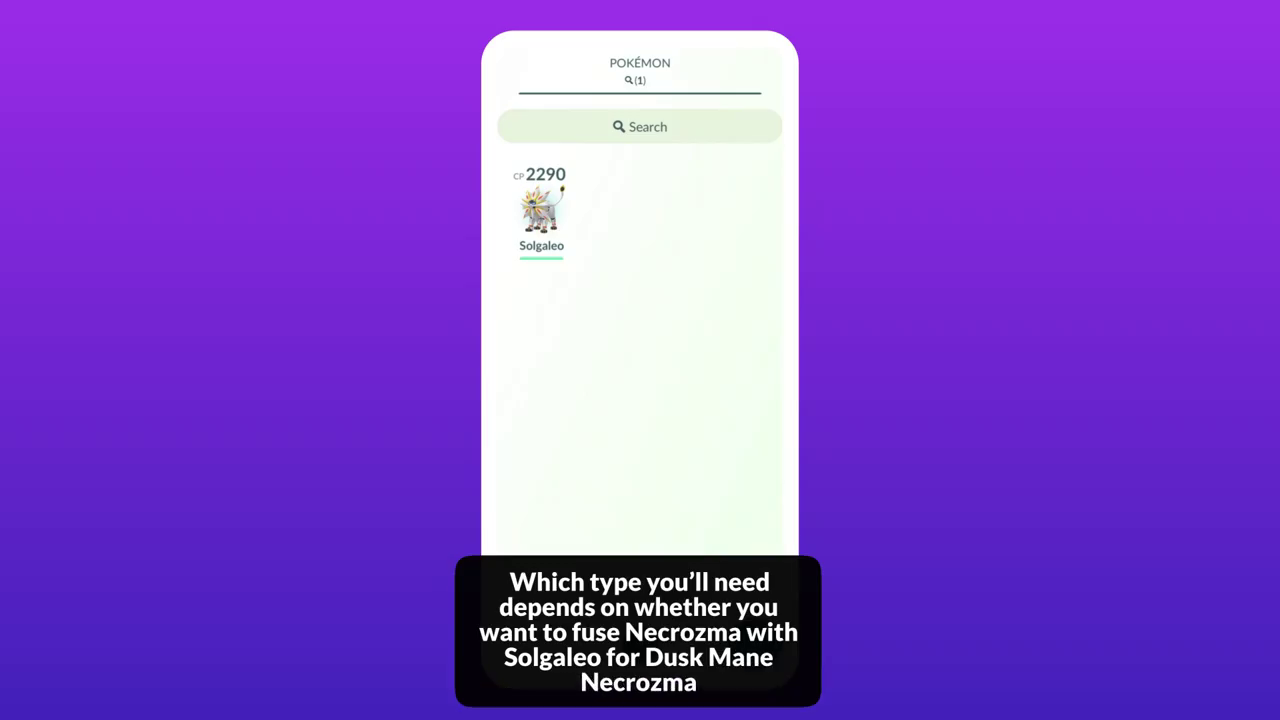 POKÉMON
(1)
Search
CP 2290
Solgaleo
Which type you’ll need
depends on whether you
want to fuse Necrozma with
Solgaleo for Dusk Mane
Necrozma